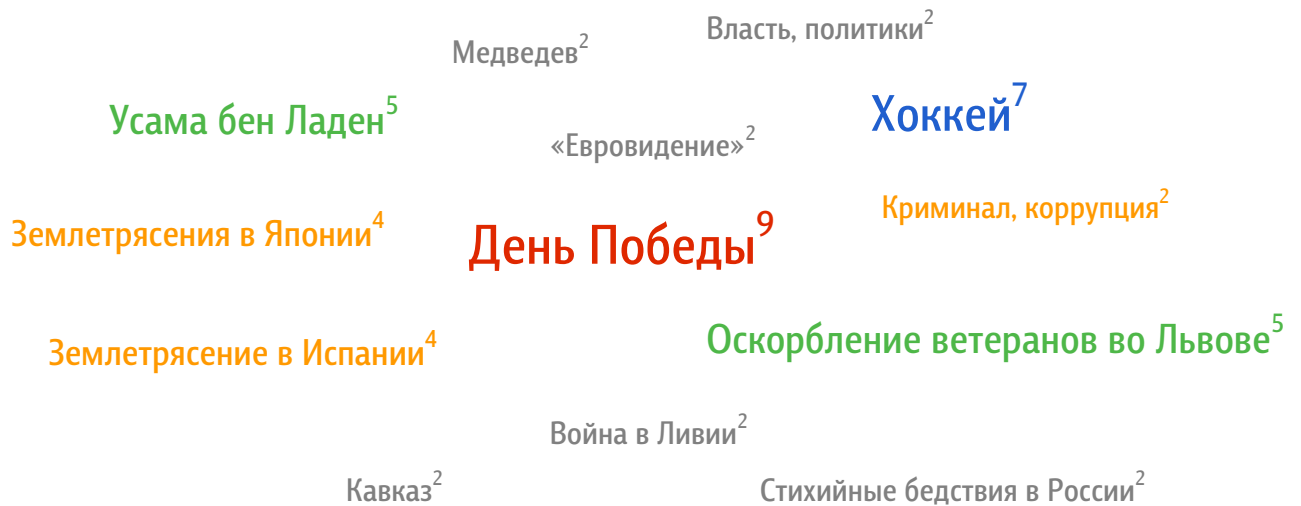 Власть, политики²
Медведев²
Усама бен Ладен⁵
Хоккей⁷
«Евровидение»²
Криминал, коррупция²
Землетрясения в Японии⁴
День Победы⁹
Землетрясение в Испании⁴
Оскорбление ветеранов во Львове⁵
Война в Ливии²
Кавказ²
Стихийные бедствия в России²